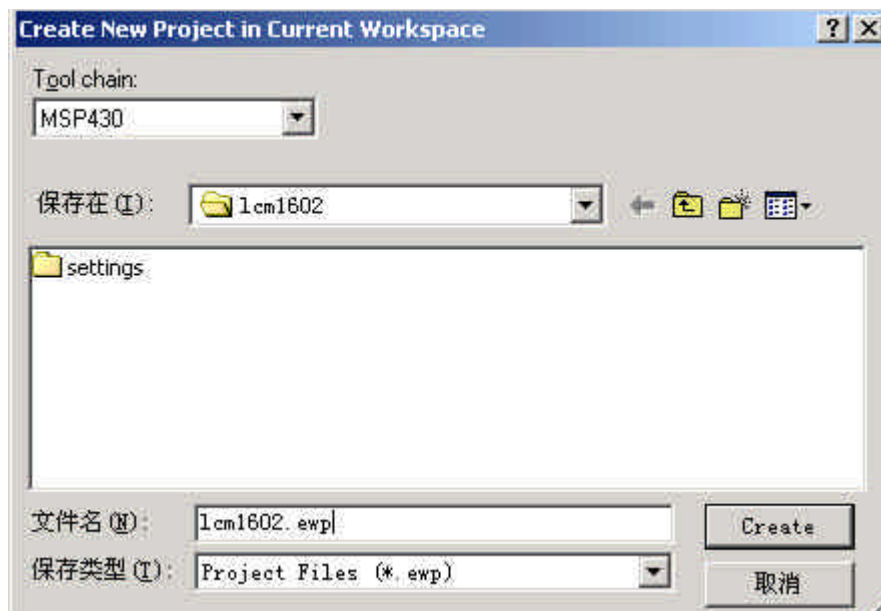 Create New Project in Current Workspace
Tool chain:
MSP430
保存在(I):
lcm1602
settings
文件名(N):
lcm1602.ewp
Create
保存类型(T):
Project Files (*.ewp)
取消